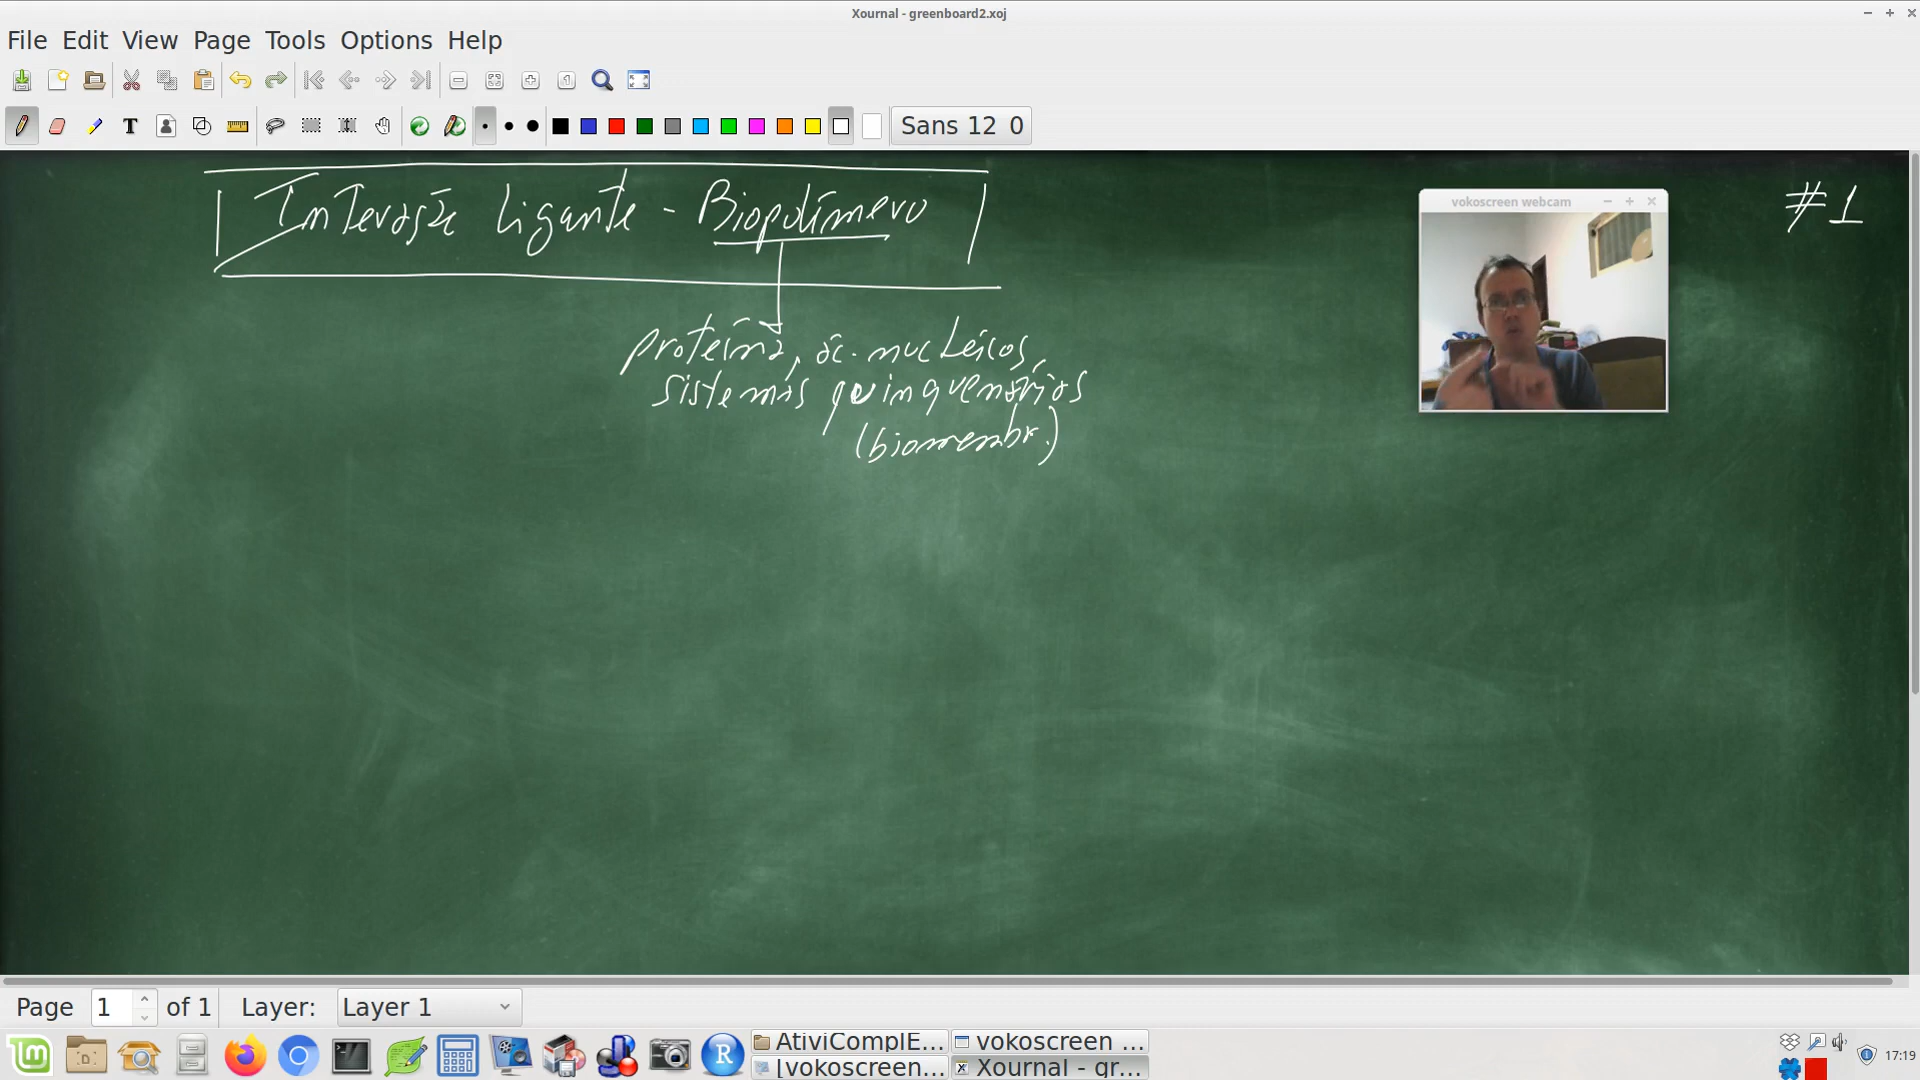 Xournal - greenboard2.xoj
File Edit View Page Tools Options Help
Sans 12 0
Interação Ligante - Biopolímero
#1
vokoscreen webcam
proteína, ác. nucleicos,
sistemas quinquenários
(biomembr.)
Page 1 of 1 Layer: Layer 1
AtiviComplE... vokoscreen ...
[vokoscreen... Xournal - gr...
17:19